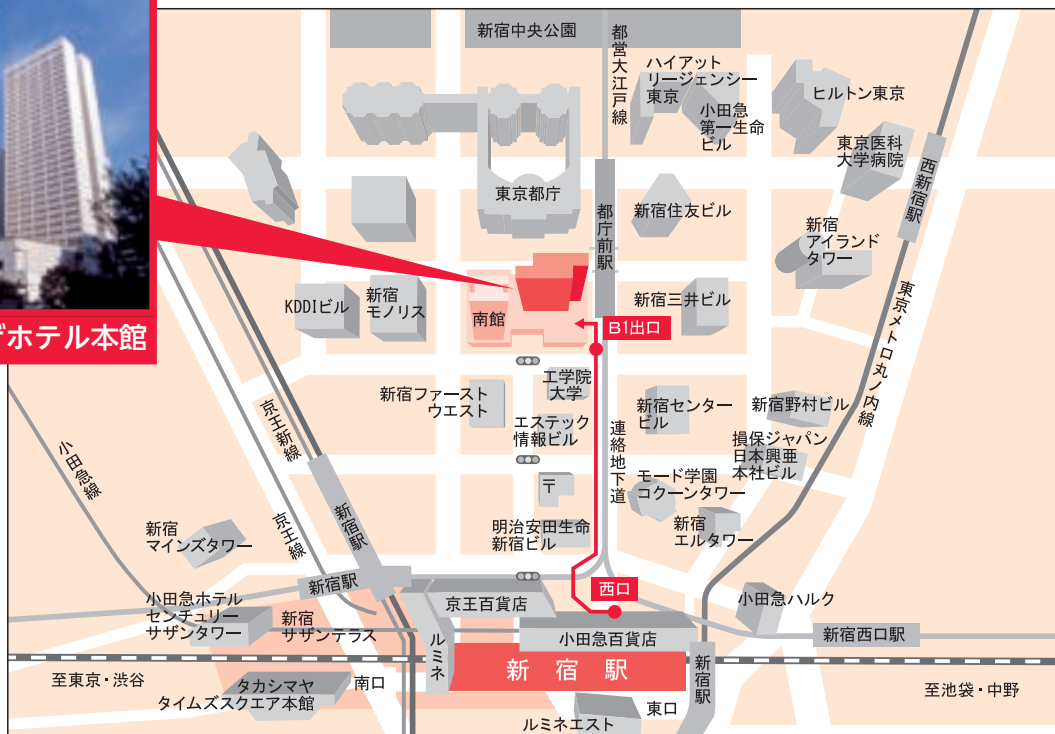 新宿中央公園
都営大江戸線
ハイアット
リージェンシー
東京
小田急
第一生命
ビル
ヒルトン東京
東京医科
大学病院
西新宿駅
東京都庁
都庁前駅
新宿住友ビル
新宿
アイランド
タワー
KDDIビル
新宿
モノリス
南館
新宿三井ビル
B1出口
東京メトロ丸ノ内線
ザホテル本館
新宿ファースト
ウエスト
工学院
大学
エステック
情報ビル
新宿センター
ビル
新宿野村ビル
損保ジャパン
日本興亜
本社ビル
連絡地下道
モード学園
コクーンタワー
〒
新宿
エルタワー
明治安田生命
新宿ビル
京王新線
小田急線
京王線
新宿駅
新宿
マインズタワー
新宿駅
小田急ホテル
センチュリー
サザンタワー
新宿
サザンテラス
京王百貨店
西口
小田急ハルク
ルミネ
小田急百貨店
新宿西口駅
新宿駅
新宿駅
至東京・渋谷
タカシマヤ
タイムズスクエア本館
南口
東口
ルミネエスト
至池袋・中野